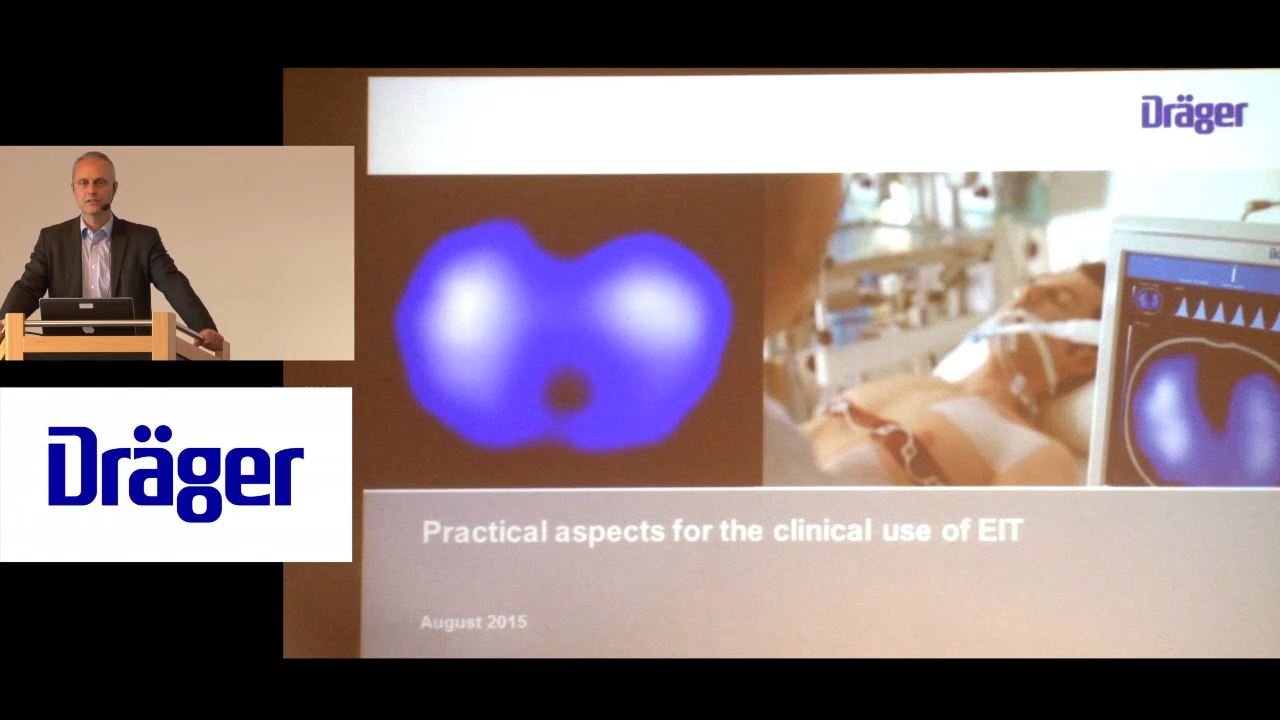 Dräger
Dräger
Practical aspects for the clinical use of EIT
August 2015